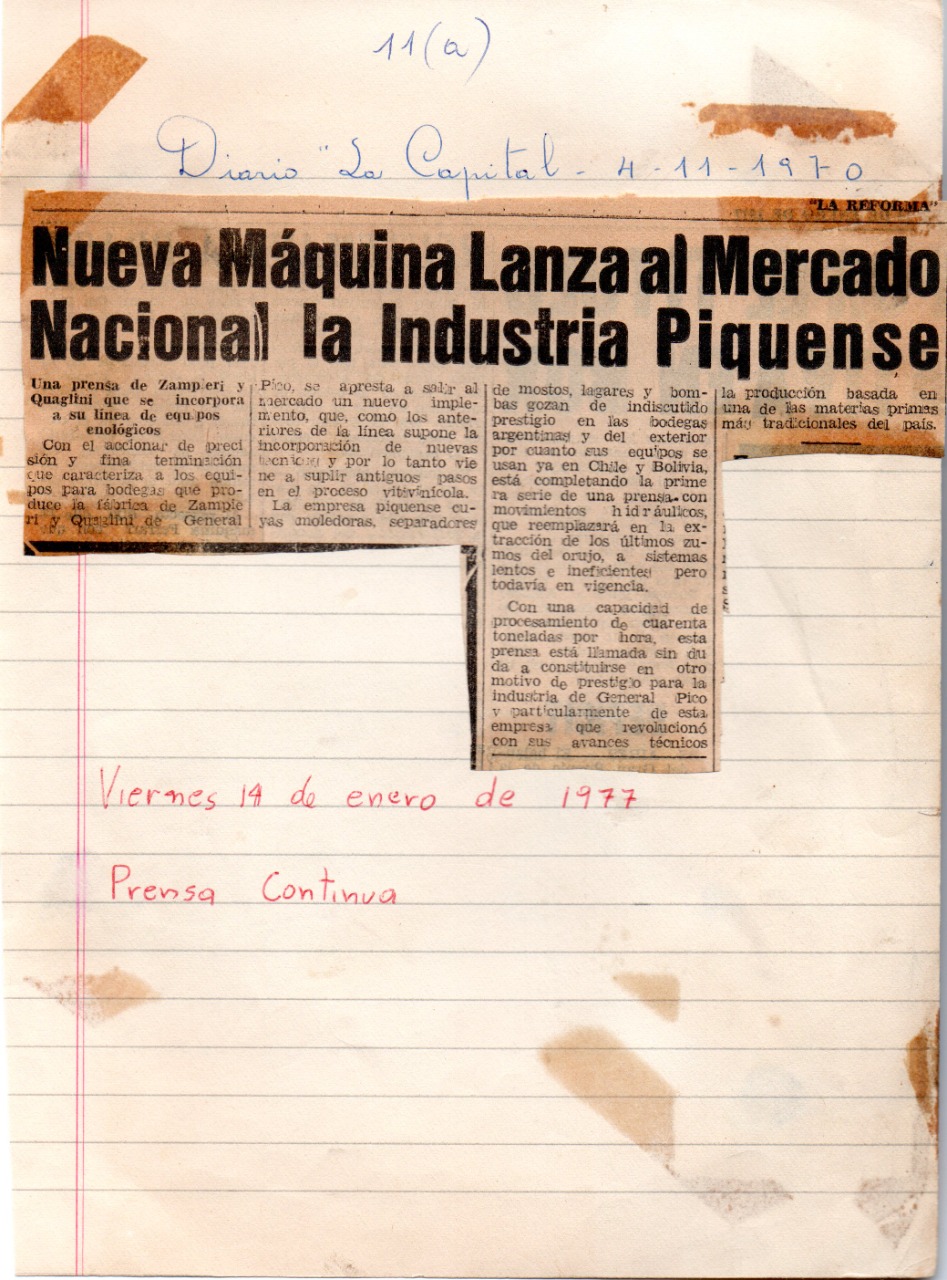 11(a)
Diario "La Capital - 4-11-1970
"LA REFORMA"
Nueva Máquina Lanza al Mercado
Nacional la Industria Piquense
Una prensa de Zampieri y
Quaglini que se incorpora
a su línea de equipos
enológicos
Con el accionar de preci
sión y fina terminación
que caracteriza a los equi-
pos para bodegas que pro-
duce la fábrica de Zampie
ri y Quaglini de General
Pico, se apresta a salir al
mercado un nuevo imple-
mento, que, como los ante-
riores de la línea supone la
incorporación de nuevas
técnicas y por lo tanto vie
ne a suplir antiguos pasos
en el proceso vitivinícola.
La empresa piquense cu-
yas moledoras, separadores
de mostos, lagares y bom-
bas gozan de indiscutido
prestigio en las bodegas
argentinas y del exterior
por cuanto sus equipos se
usan ya en Chile y Bolivia,
está completando la prime
ra serie de una prensa con
movimientos hidráulicos,
que reemplazará en la ex-
tracción de los últimos zu-
mos del orujo, a sistemas
lentos e ineficientes pero
todavía en vigencia.
Con una capacidad de
procesamiento de cuarenta
toneladas por hora, esta
prensa está llamada sin du
da a constituirse en otro
motivo de prestigio para la
industria de General Pico
y particularmente de esta
empresa que revolucionó
con sus avances técnicos
la producción basada en
una de las materias primas
más tradicionales del país.
Viernes 14 de enero de 1977
Prensa Continua